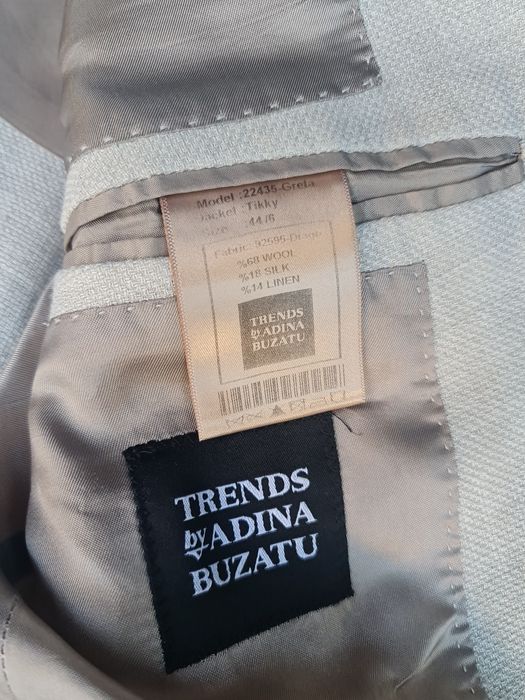 Model :22435-Greta
Jacket : Tikky
Size : 44/6
Fabric :92595-Drago
%68 WOOL
%18 SILK
%14 LINEN
TRENDS
by ADINA
BUZATU
TRENDS
by ADINA
BUZATU